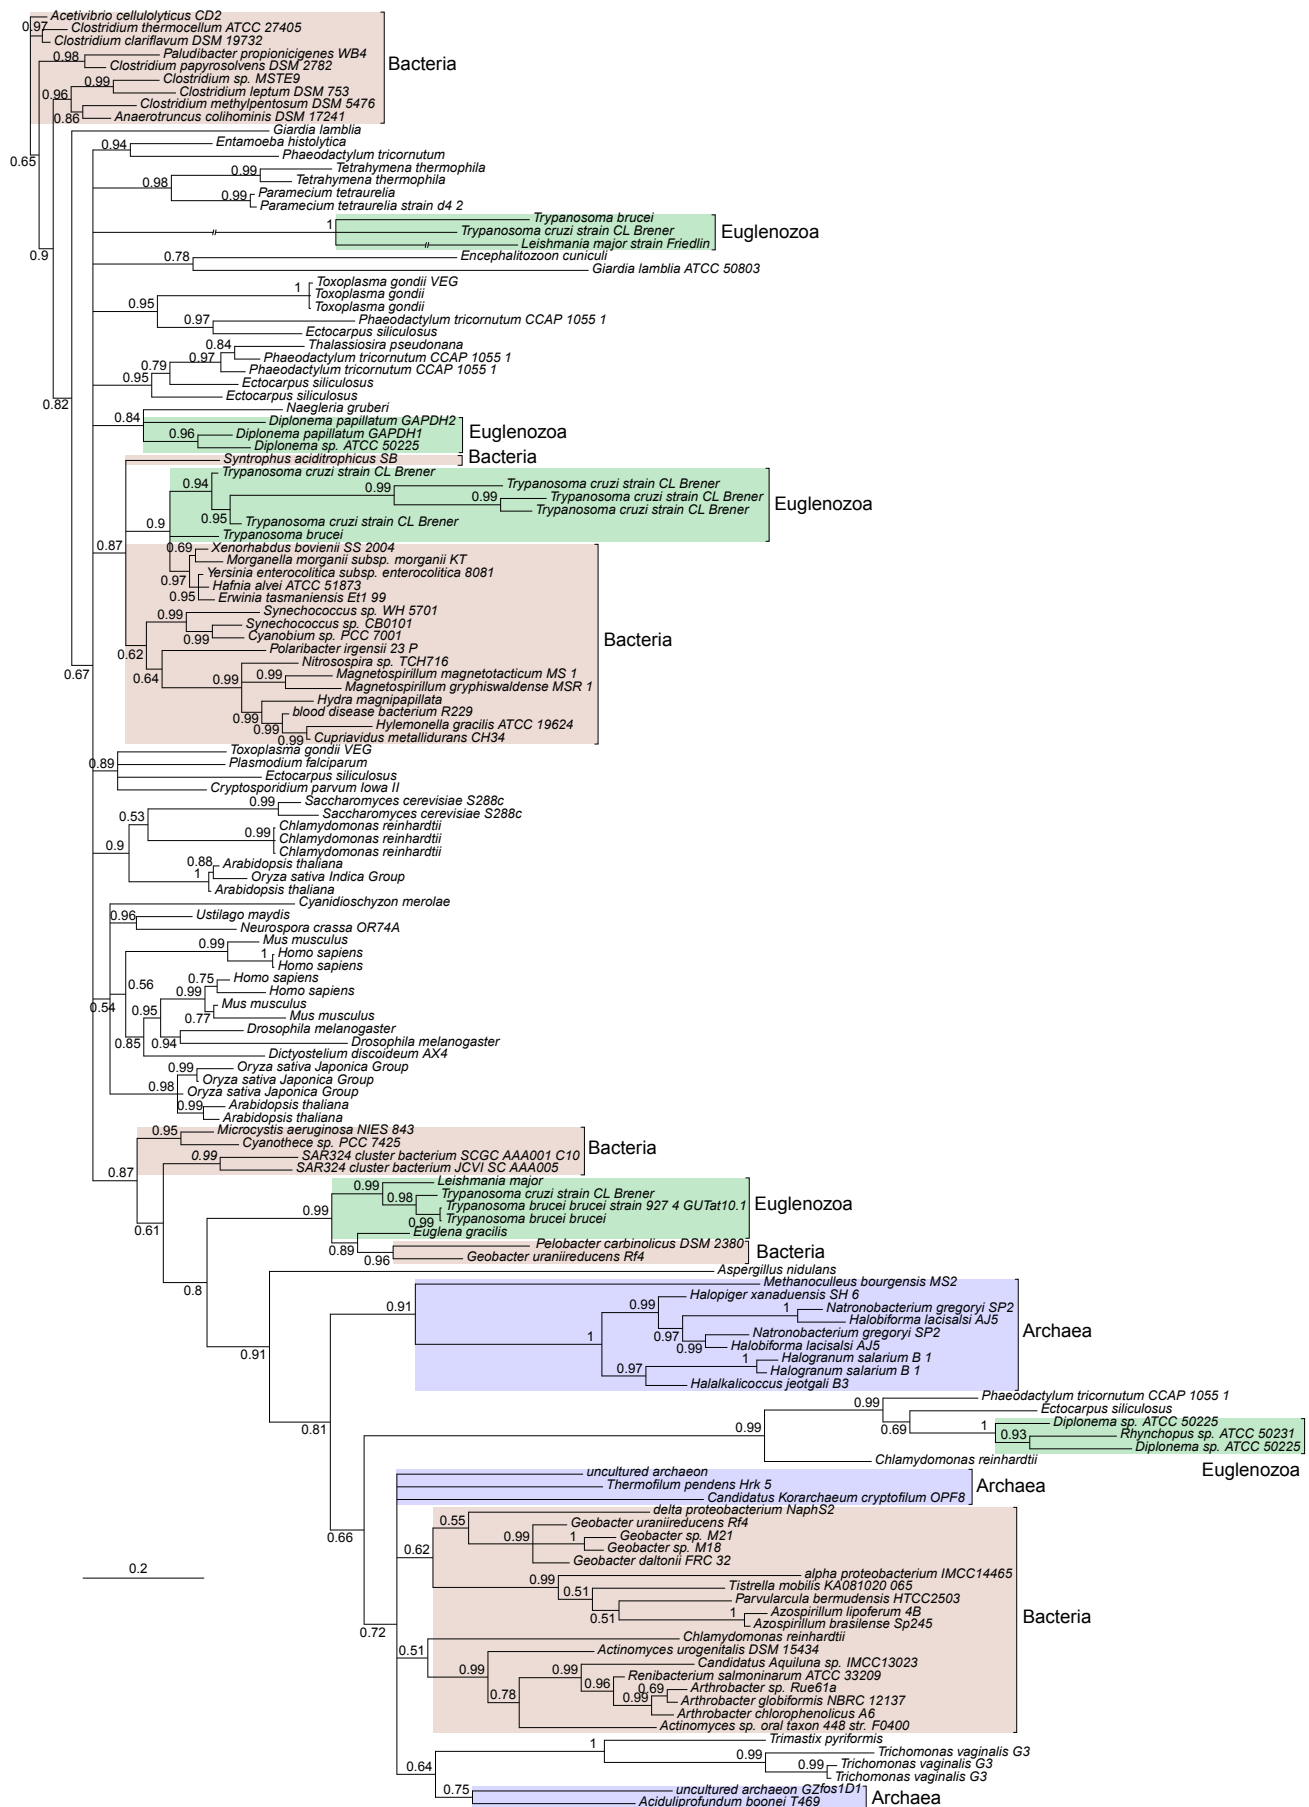 Acetivibrio cellulolyticus CD2
0.97
Clostridium thermocellum ATCC 27405
Clostridium clariflavum DSM 19732
Paludibacter propionicigenes WB4
0.98
Bacteria
Clostridium papyrosolvens DSM 2782
Clostridium sp. MSTE9
0.99
Clostridium leptum DSM 753
0.96
Clostridium methylpentosum DSM 5476
0.86
Anaerotruncus colihominis DSM 17241
Giardia lamblia
Entamoeba histolytica
0.94
Phaeodactylum tricornutum
0.65
Tetrahymena thermophila
0.99
Tetrahymena thermophila
0.98
Paramecium tetraurelia
0.99
Paramecium tetraurelia strain d4 2
Trypanosoma brucei
1
Trypanosoma cruzi strain CL Brener
Euglenozoa
Leishmania major strain Friedlin
0.9
Encephalitozoon cuniculi
0.78
Giardia lamblia ATCC 50803
Toxoplasma gondii VEG
1
Toxoplasma gondii
0.95
Toxoplasma gondii
Phaeodactylum tricornutum CCAP 1055 1
0.97
Ectocarpus siliculosus
Thalassiosira pseudonana
0.84
Phaeodactylum tricornutum CCAP 1055 1
0.97
0.79
Phaeodactylum tricornutum CCAP 1055 1
0.95
Ectocarpus siliculosus
Ectocarpus siliculosus
0.82
Naegleria gruberi
0.84
Diplonema papillatum GAPDH2
Euglenozoa
0.96
Diplonema papillatum GAPDH1
Diplonema sp. ATCC 50225
Syntrophus aciditrophicus SB
Bacteria
Trypanosoma cruzi strain CL Brener
0.94
0.99
Trypanosoma cruzi strain CL Brener
0.99
Trypanosoma cruzi strain CL Brener
Euglenozoa
Trypanosoma cruzi strain CL Brener
0.95
0.9
Trypanosoma cruzi strain CL Brener
Trypanosoma brucei
0.87
0.69
Xenorhabdus bovienii SS 2004
Morganella morganii subsp. morganii KT
0.97
Yersinia enterocolitica subsp. enterocolitica 8081
Hafnia alvei ATCC 51873
0.95
Erwinia tasmaniensis Et1 99
Synechococcus sp. WH 5701
0.99
Synechococcus sp. CB0101
0.99
Cyanobium sp. PCC 7001
Bacteria
0.62
Polaribacter irgensii 23 P
Nitrosospira sp. TCH716
0.67
0.64
0.99
0.99
Magnetospirillum magnetotacticum MS 1
Magnetospirillum gryphiswaldense MSR 1
Hydra magnipapillata
0.99
blood disease bacterium R229
0.99
Hylemonella gracilis ATCC 19624
0.99
Cupriavidus metallidurans CH34
Toxoplasma gondii VEG
0.89
Plasmodium falciparum
Ectocarpus siliculosus
Cryptosporidium parvum Iowa II
0.99
Saccharomyces cerevisiae S288c
0.53
Saccharomyces cerevisiae S288c
Chlamydomonas reinhardtii
0.99
Chlamydomonas reinhardtii
0.9
Chlamydomonas reinhardtii
0.88
Arabidopsis thaliana
1
Oryza sativa Indica Group
Arabidopsis thaliana
Cyanidioschyzon merolae
0.96
Ustilago maydis
Neurospora crassa OR74A
0.99
Mus musculus
1
Homo sapiens
Homo sapiens
0.75
Homo sapiens
0.56
0.99
Homo sapiens
0.54
0.95
Mus musculus
0.77
Mus musculus
Drosophila melanogaster
0.85
0.94
Drosophila melanogaster
Dictyostelium discoideum AX4
0.99
Oryza sativa Japonica Group
Oryza sativa Japonica Group
0.98
Oryza sativa Japonica Group
0.99
Arabidopsis thaliana
Arabidopsis thaliana
0.95
Microcystis aeruginosa NIES 843
Cyanothece sp. PCC 7425
Bacteria
0.99
SAR324 cluster bacterium SCGC AAA001 C10
0.87
SAR324 cluster bacterium JCVI SC AAA005
0.99
Leishmania major
0.98
Trypanosoma cruzi strain CL Brener
Euglenozoa
0.99
Trypanosoma brucei brucei strain 927 4 GUTat10.1
0.99
Trypanosoma brucei brucei
0.61
Euglena gracilis
0.89
Pelobacter carbinolicus DSM 2380
Bacteria
0.96
Geobacter uraniireducens Rf4
Aspergillus nidulans
0.8
Methanoculleus bourgensis MS2
Halopiger xanaduensis SH 6
0.91
0.99
1
Natronobacterium gregoryi SP2
Halobiforma lacisalsi AJ5
Archaea
0.97
Natronobacterium gregoryi SP2
1
0.99
Halobiforma lacisalsi AJ5
0.91
1
Halogranum salarium B 1
0.97
Halogranum salarium B 1
Halalkalicoccus jeotgali B3
Phaeodactylum tricornutum CCAP 1055 1
0.99
Ectocarpus siliculosus
0.81
0.99
0.69
1
Diplonema sp. ATCC 50225
0.93
Rhynchopus sp. ATCC 50231
Diplonema sp. ATCC 50225
Chlamydomonas reinhardtii
Euglenozoa
uncultured archaeon
Thermofilum pendens Hrk 5
Archaea
Candidatus Korarchaeum cryptofilum OPF8
delta proteobacterium NaphS2
0.55
Geobacter uraniireducens Rf4
0.66
0.99
1
Geobacter sp. M21
Geobacter sp. M18
0.62
Geobacter daltonii FRC 32
0.2
alpha proteobacterium IMCC14465
0.99
Tistrella mobilis KA081020 065
0.51
Parvularcula bermudensis HTCC2503
0.51
1
Azospirillum lipoferum 4B
Bacteria
Azospirillum brasilense Sp245
0.72
Chlamydomonas reinhardtii
0.51
Actinomyces urogenitalis DSM 15434
0.99
0.99
Candidatus Aquiluna sp. IMCC13023
0.96
Renibacterium salmoninarum ATCC 33209
0.69
Arthrobacter sp. Rue61a
0.78
0.99
Arthrobacter globiformis NBRC 12137
Arthrobacter chlorophenolicus A6
Actinomyces sp. oral taxon 448 str. F0400
1
Trimastix pyriformis
0.99
Trichomonas vaginalis G3
0.64
0.99
Trichomonas vaginalis G3
Trichomonas vaginalis G3
0.75
uncultured archaeon GZfos1D1
Archaea
Aciduliprofundum boonei T469